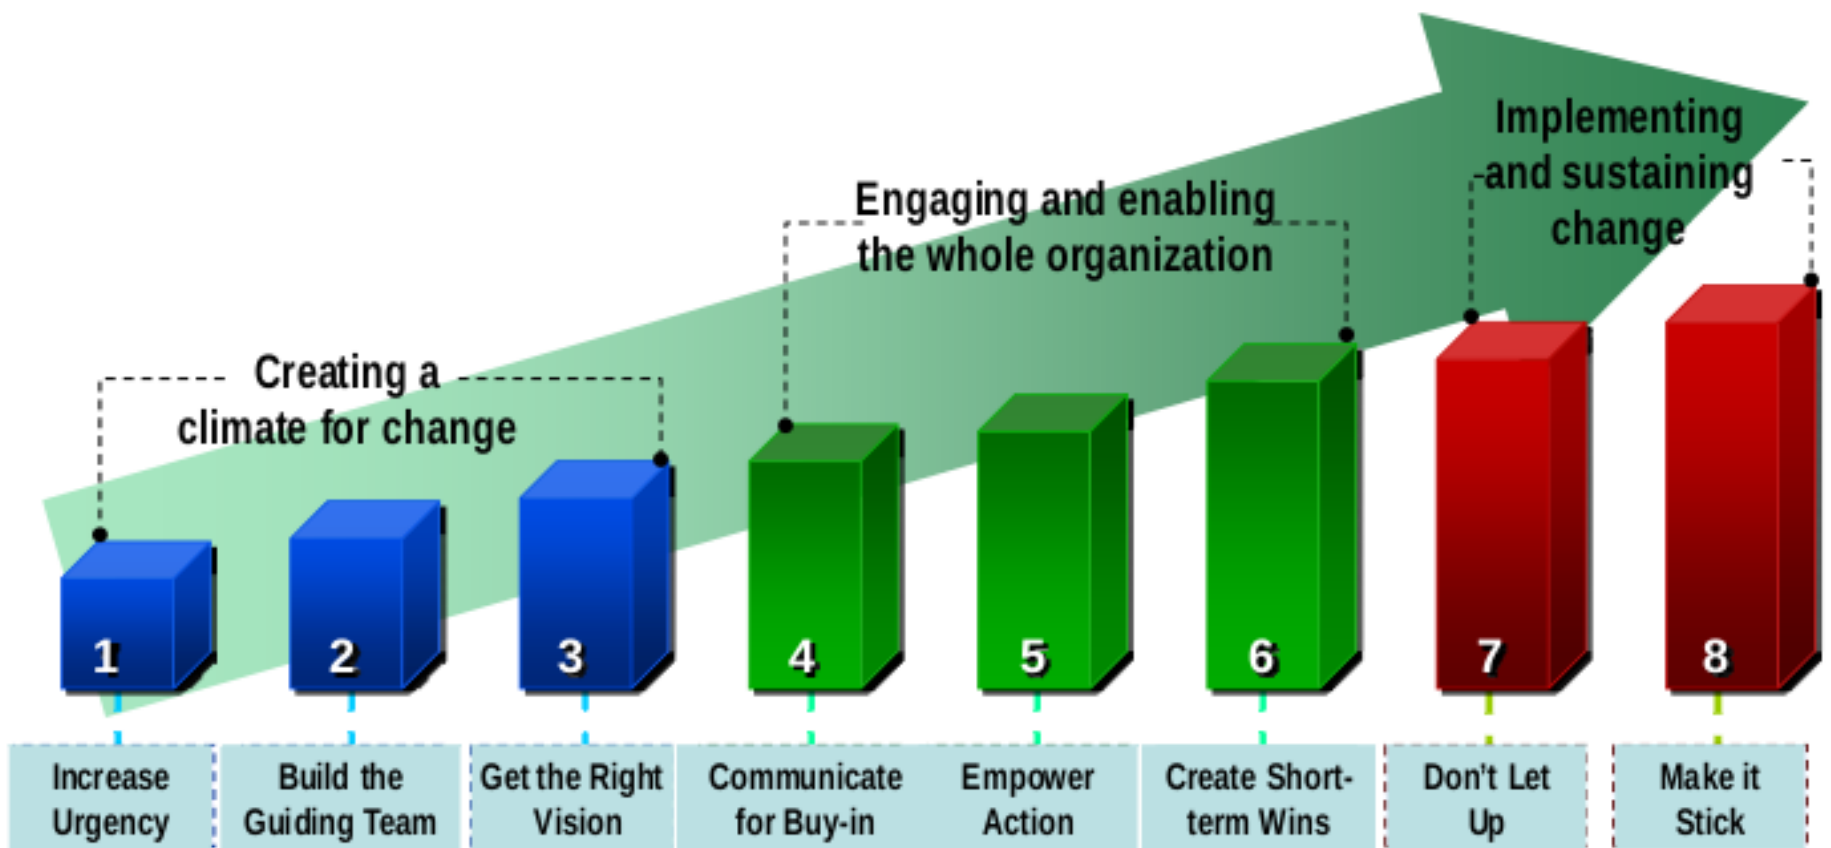 Implementing
and sustaining
change
Engaging and enabling
the whole organization
Creating a
climate for change
1
2
3
4
5
6
7
8
Increase
Urgency
Build the
Guiding Team
Get the Right
Vision
Communicate
for Buy-in
Empower
Action
Create Short-
term Wins
Don't Let
Up
Make it
Stick